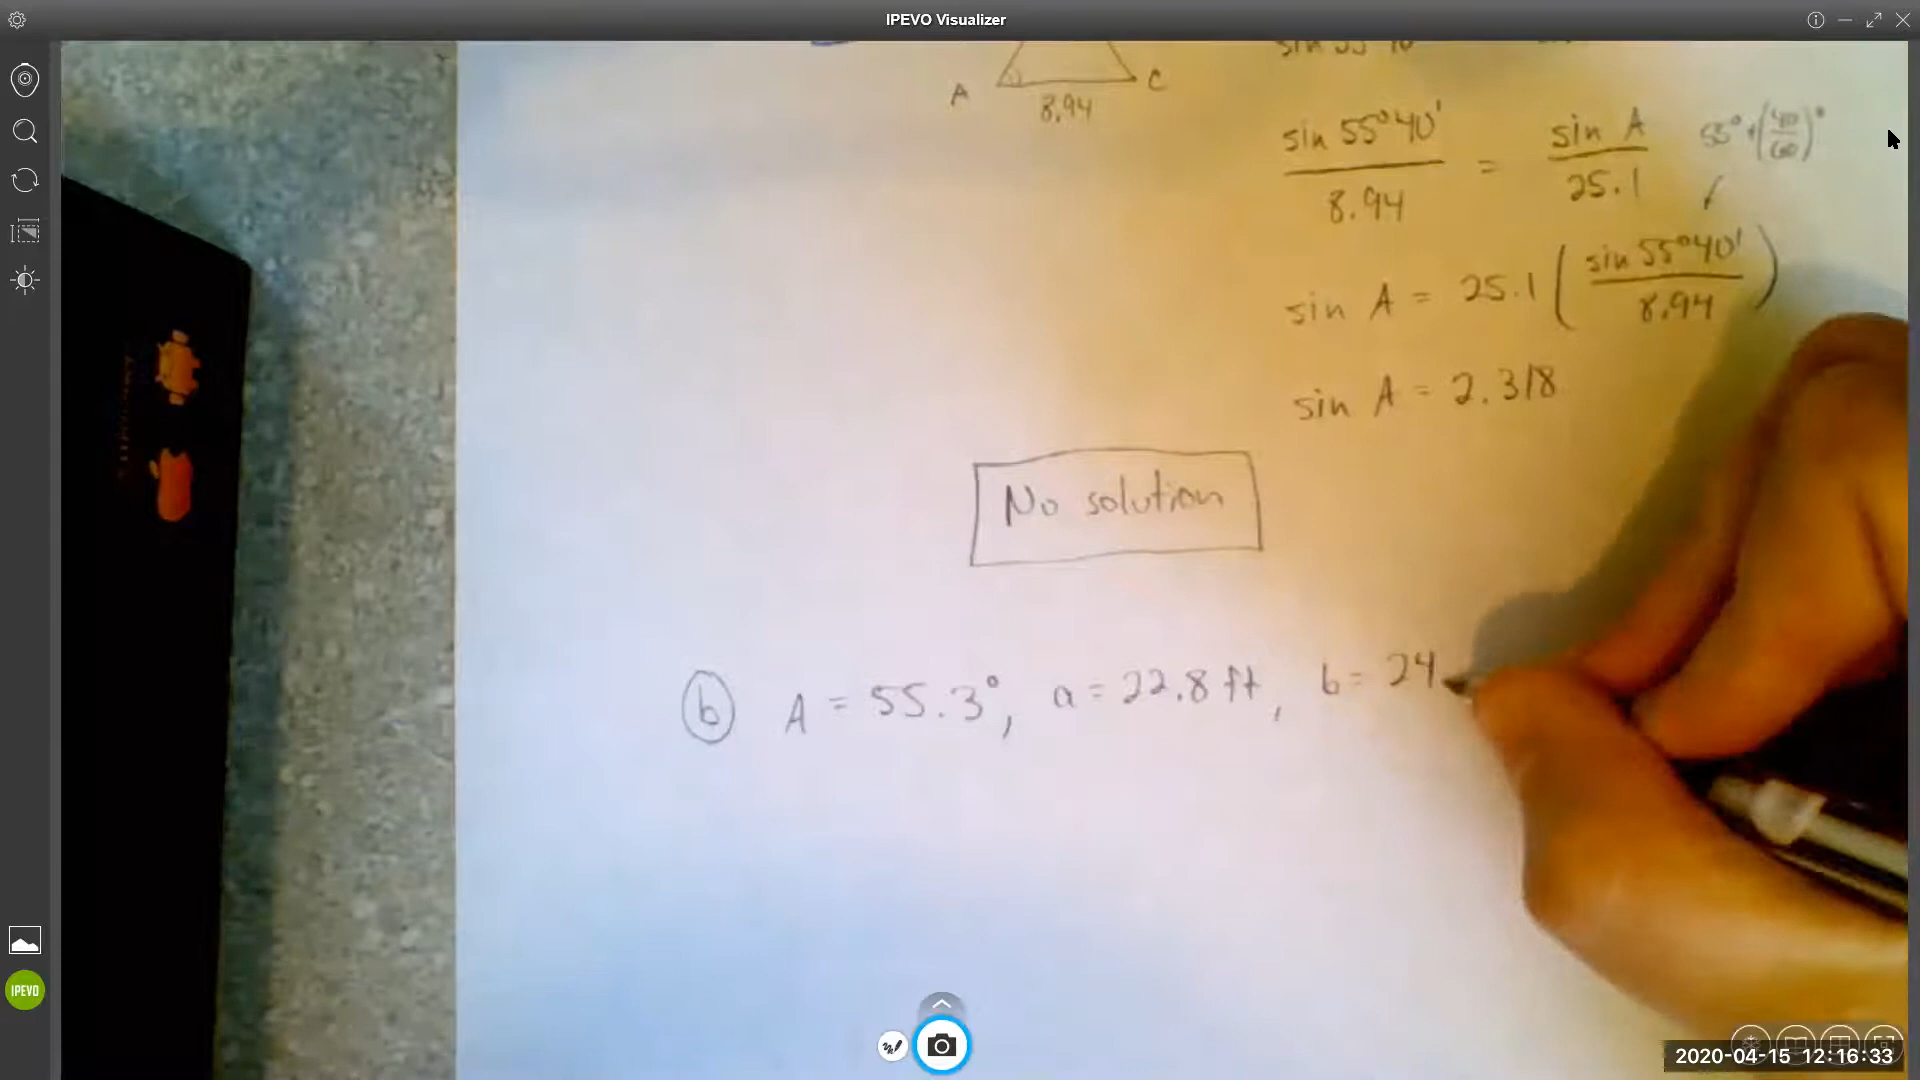 IPEVO Visualizer
A
C
8.94
sin 55°40' / 8.94 = sin A / 25.1
55° + (40/60)°
sin A = 25.1 ( sin 55°40' / 8.94 )
sin A = 2.318
No solution
b A = 55.3°, a = 22.8 ft, b = 24
IPEVO
2020-04-15 12:16:33